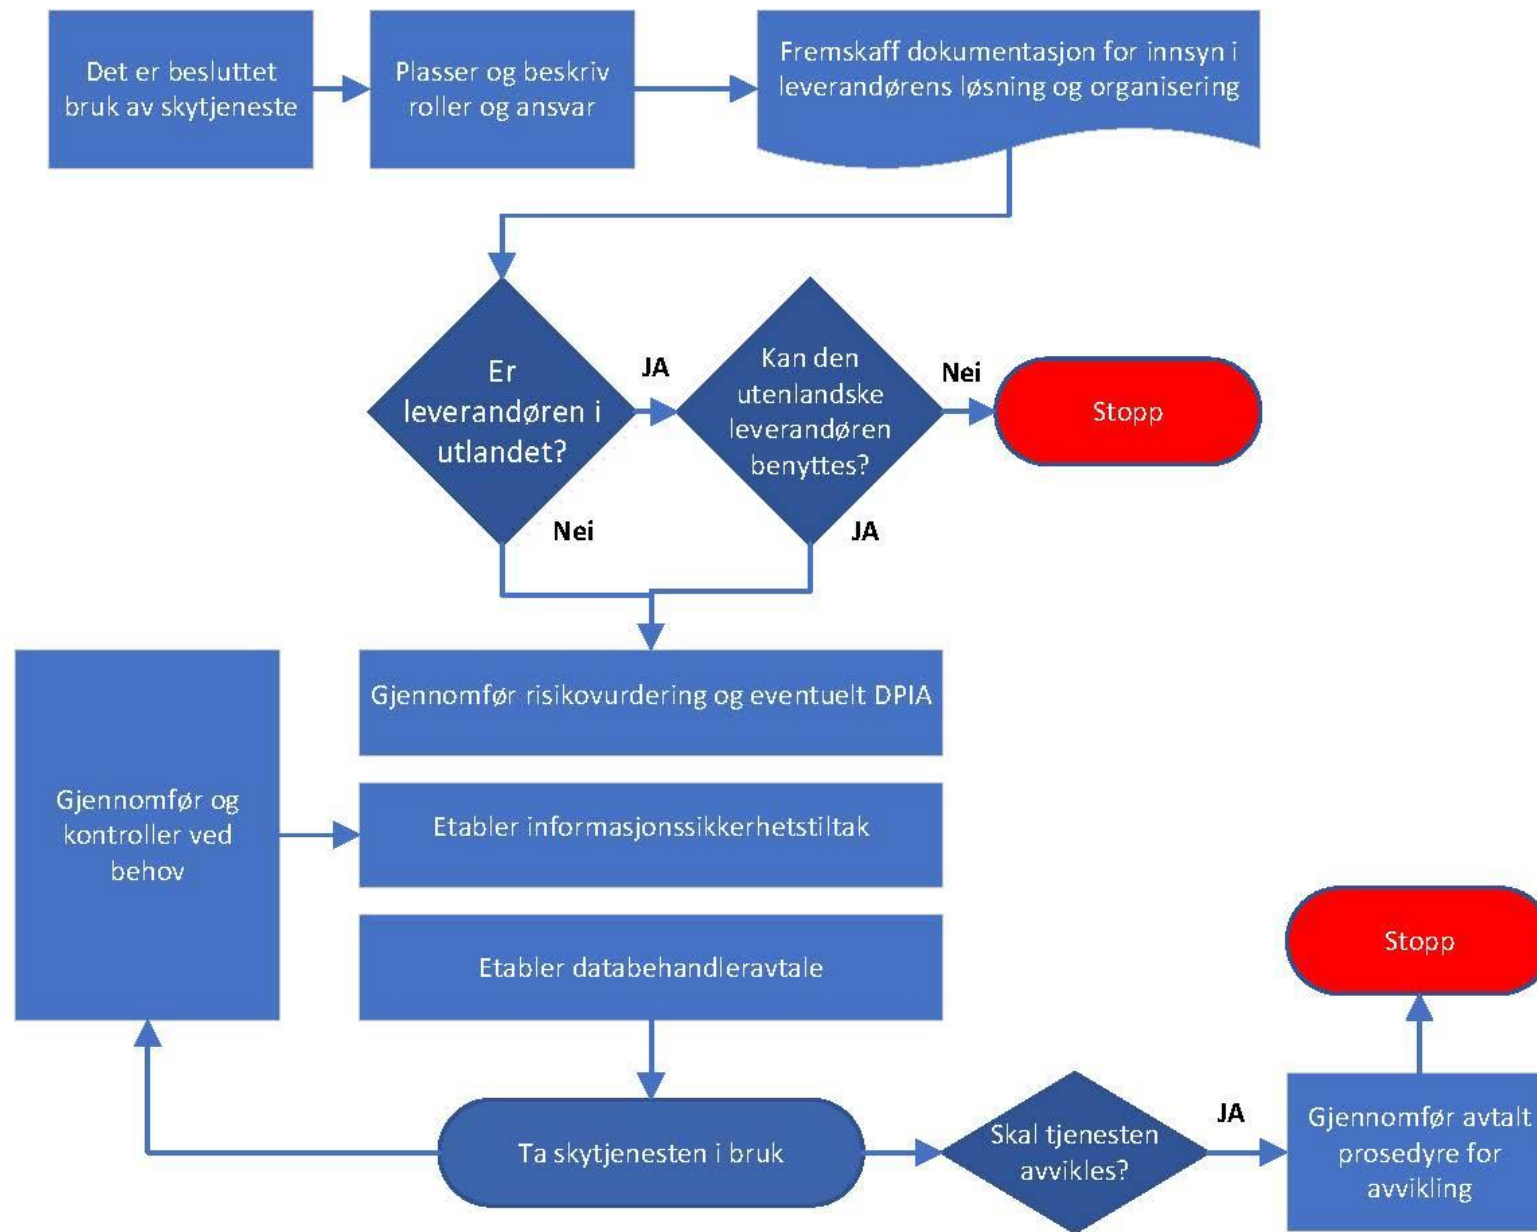 Det er besluttet
bruk av skytjeneste
Plasser og beskriv
roller og ansvar
Fremskaff dokumentasjon for innsyn i
leverandørens løsning og organisering
Er
leverandøren i
utlandet?
JA
Nei
Kan den
utenlandske
leverandøren
benyttes?
Nei
JA
Stopp
Gjennomfør risikovurdering og eventuelt DPIA
Gjennomfør og
kontroller ved
behov
Etabler informasjonssikkerhetstiltak
Etabler databehandleravtale
Stopp
Ta skytjenesten i bruk
Skal tjenesten
avvikles?
JA
Gjennomfør avtalt
prosedyre for
avvikling